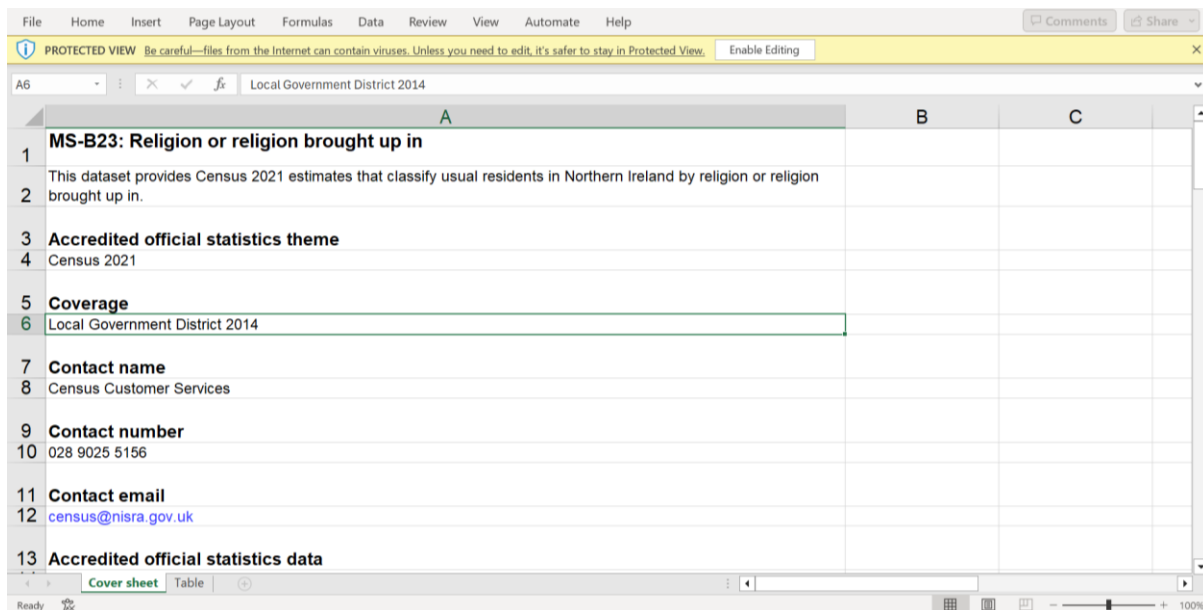 File Home Insert Page Layout Formulas Data Review View Automate Help Comments Share
PROTECTED VIEW Be careful—files from the Internet can contain viruses. Unless you need to edit, it's safer to stay in Protected View. Enable Editing
A6 fx Local Government District 2014
A B C
1 MS-B23: Religion or religion brought up in
This dataset provides Census 2021 estimates that classify usual residents in Northern Ireland by religion or religion
2 brought up in.
3 Accredited official statistics theme
4 Census 2021
5 Coverage
6 Local Government District 2014
7 Contact name
8 Census Customer Services
9 Contact number
10 028 9025 5156
11 Contact email
12 census@nisra.gov.uk
13 Accredited official statistics data
Cover sheet Table
Ready 100%